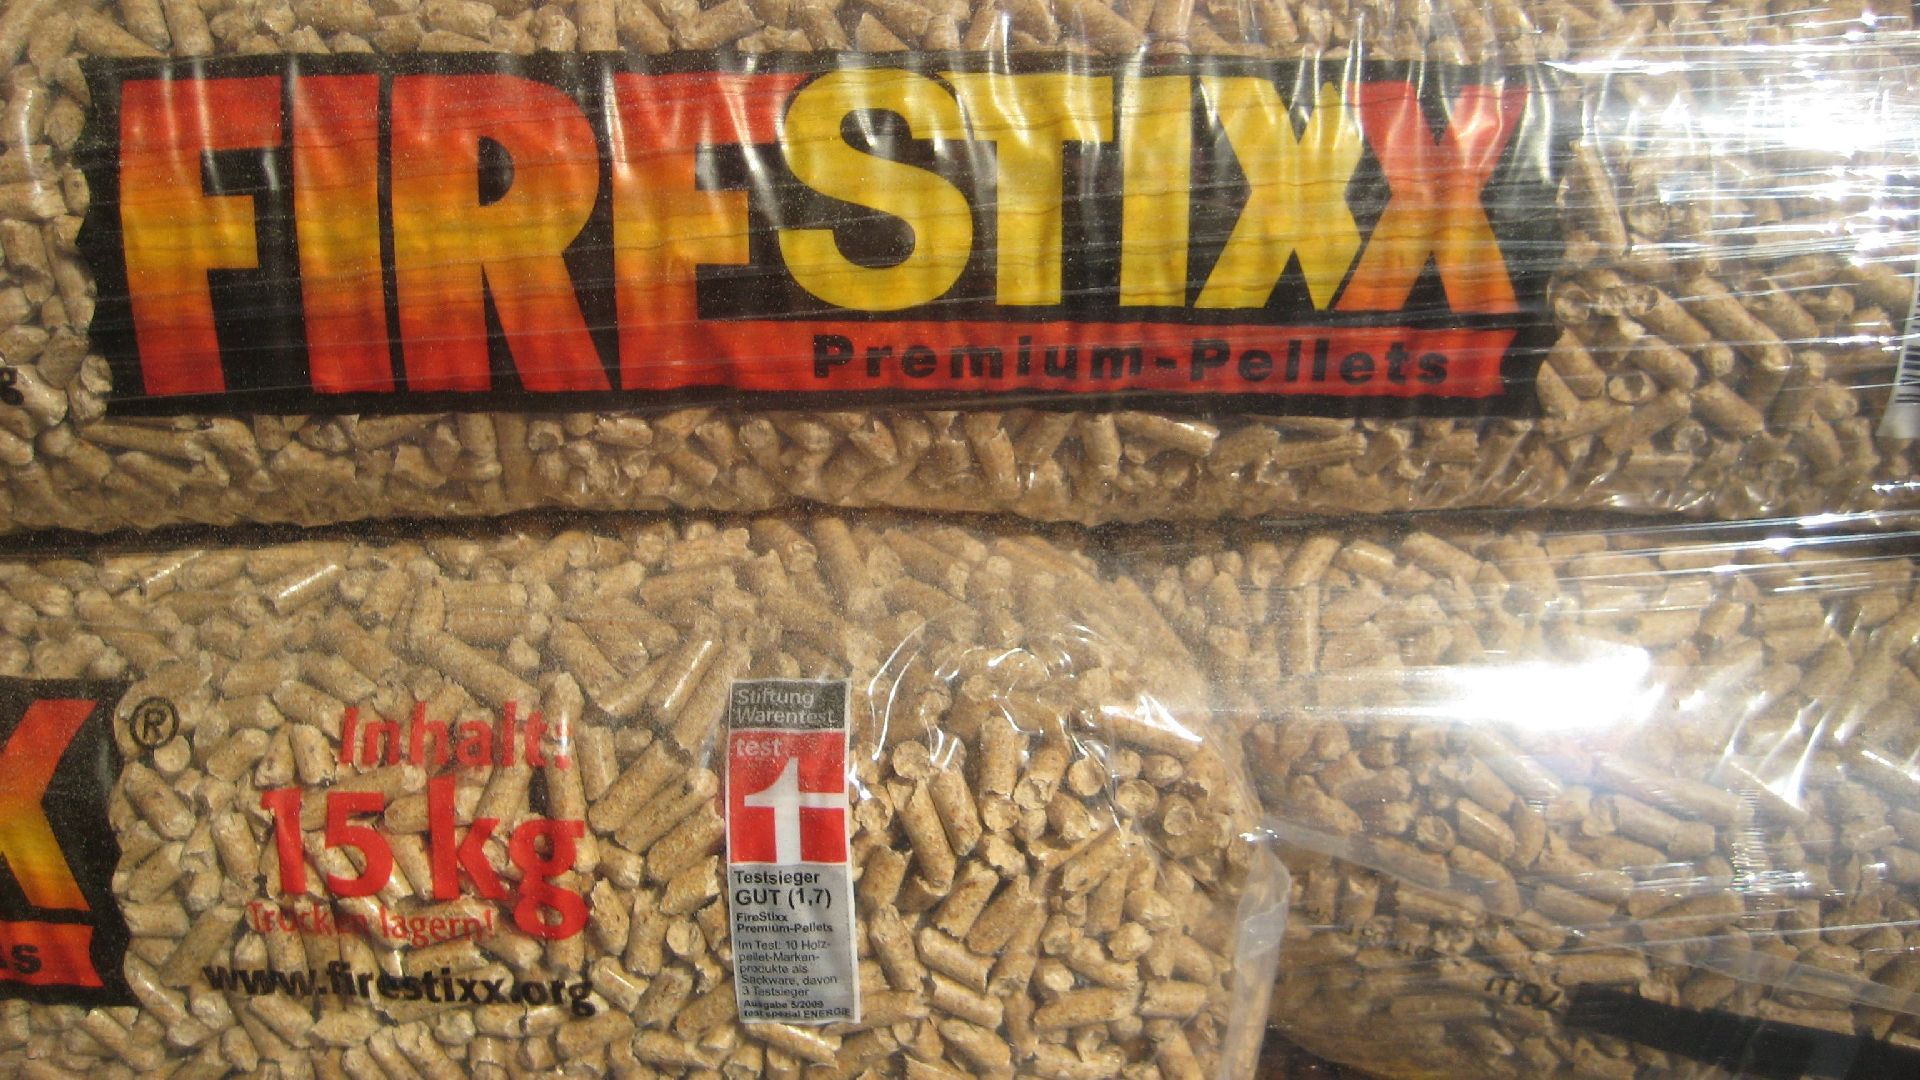 FIRESTIXX
Premium-Pellets
g
X
®
ts
Inhalt:
15 kg
Trocken lagern!
www.firestixx.org
Stiftung
Warentest
test
Testsieger
GUT (1,7)
FireStixx
Premium-Pellets
Im Test: 10 Holz-
pellet-Marken-
produkte als
Sackware, davon
3 Testsieger
Ausgabe 5/2009
test spezial ENERGIE